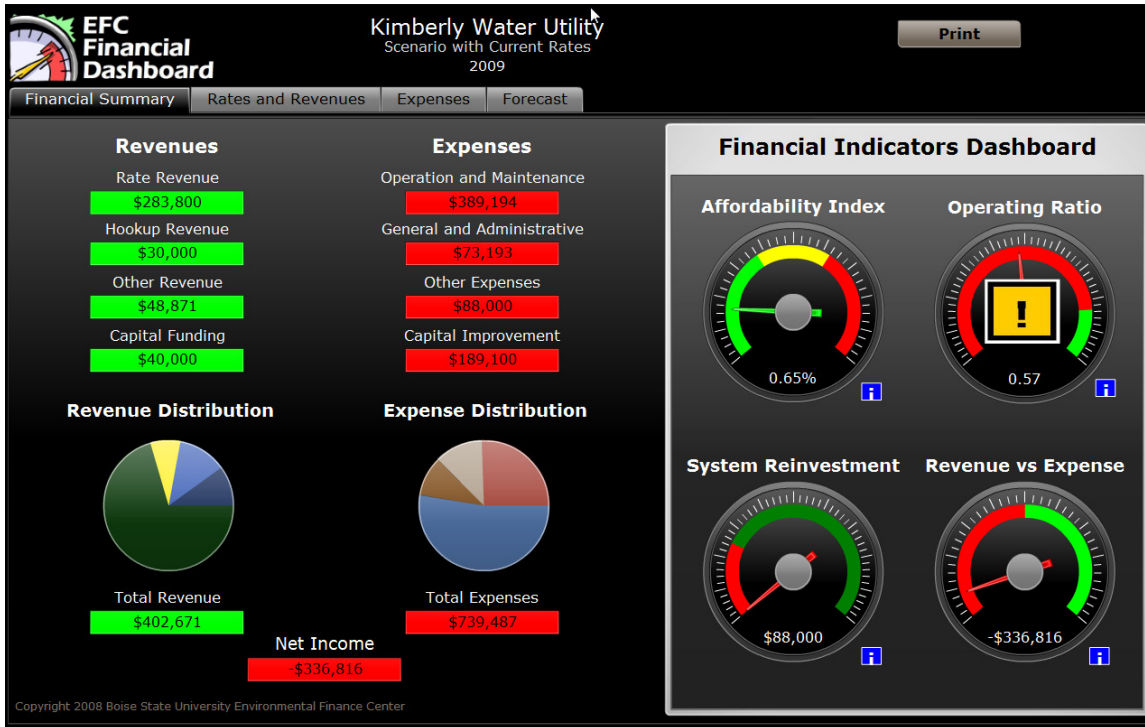 EFC
Financial
Dashboard
Kimberly Water Utility
Scenario with Current Rates
2009
Print
Financial Summary
Rates and Revenues
Expenses
Forecast
Revenues
Rate Revenue
$283,800
Hookup Revenue
$30,000
Other Revenue
$48,871
Capital Funding
$40,000
Revenue Distribution
Total Revenue
$402,671
Expenses
Operation and Maintenance
$389,194
General and Administrative
$73,193
Other Expenses
$88,000
Capital Improvement
$189,100
Expense Distribution
Total Expenses
$739,487
Net Income
-$336,816
Financial Indicators Dashboard
Affordability Index
0.65%
i
Operating Ratio
!
0.57
i
System Reinvestment
$88,000
i
Revenue vs Expense
-$336,816
i
Copyright 2008 Boise State University Environmental Finance Center